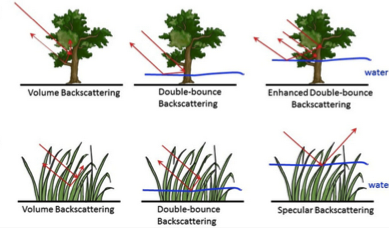 water
Volume Backscattering
Double-bounce
Backscattering
Enhanced Double-bounce
Backscattering
wate
Volume Backscattering
Double-bounce
Backscattering
Specular Backscattering